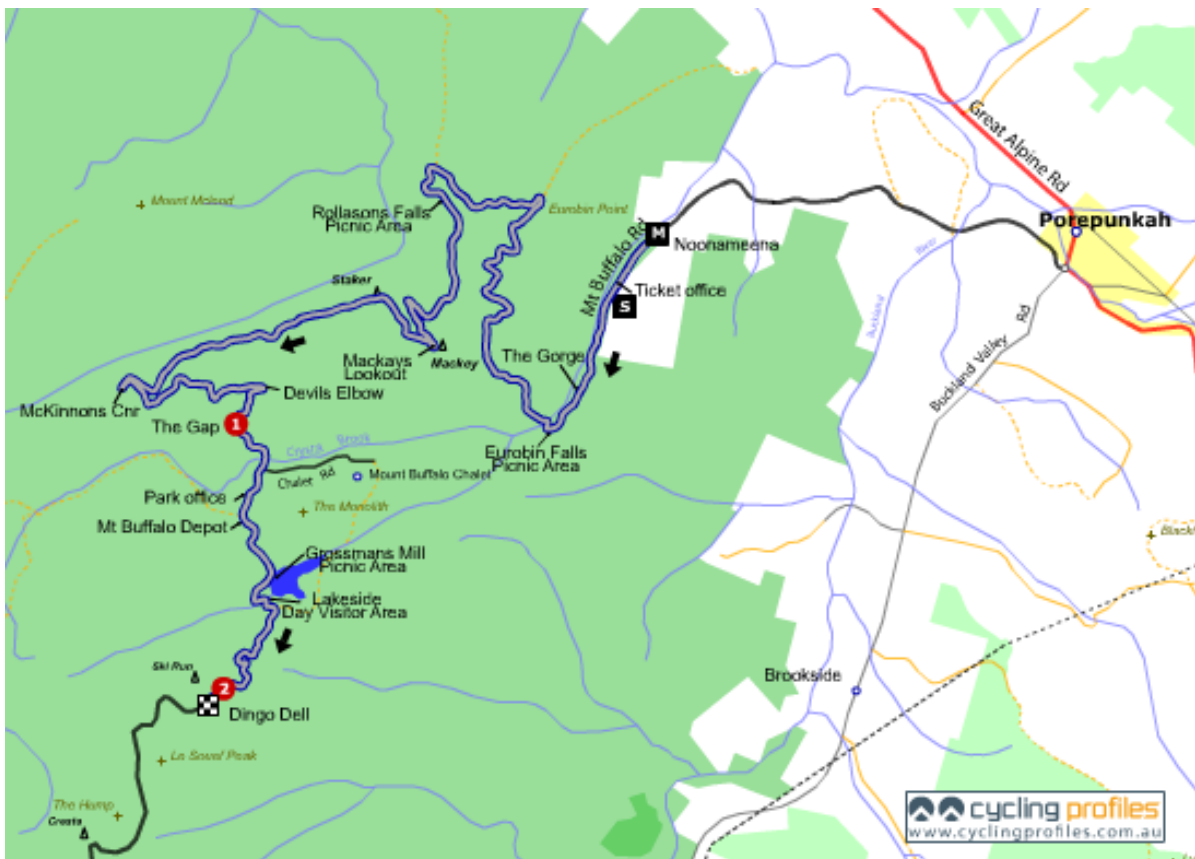 Great Alpine Rd
Mount Mcleod
Rollasons Falls
Picnic Area
Eurobin Point
Porepunkah
M
Noonameena
Mt Buffalo Rd
Staker
Ticket office
S
Buckland
River
Mackays
Lookout
Mackey
The Gorge
Buckland Valley
Rd
McKinnons Cnr
Devils Elbow
The Gap
1
Crystal Brook
Eurobin Falls
Picnic Area
Chalet Rd
Mount Buffalo Chalet
Park office
The Monolith
Mt Buffalo Depot
Grossmans Mill
Picnic Area
Lakeside
Day Visitor Area
Ski Run
2
Dingo Dell
Brookside
Le Souef Peak
The Hump
Cresta
cycling profiles
www.cyclingprofiles.com.au